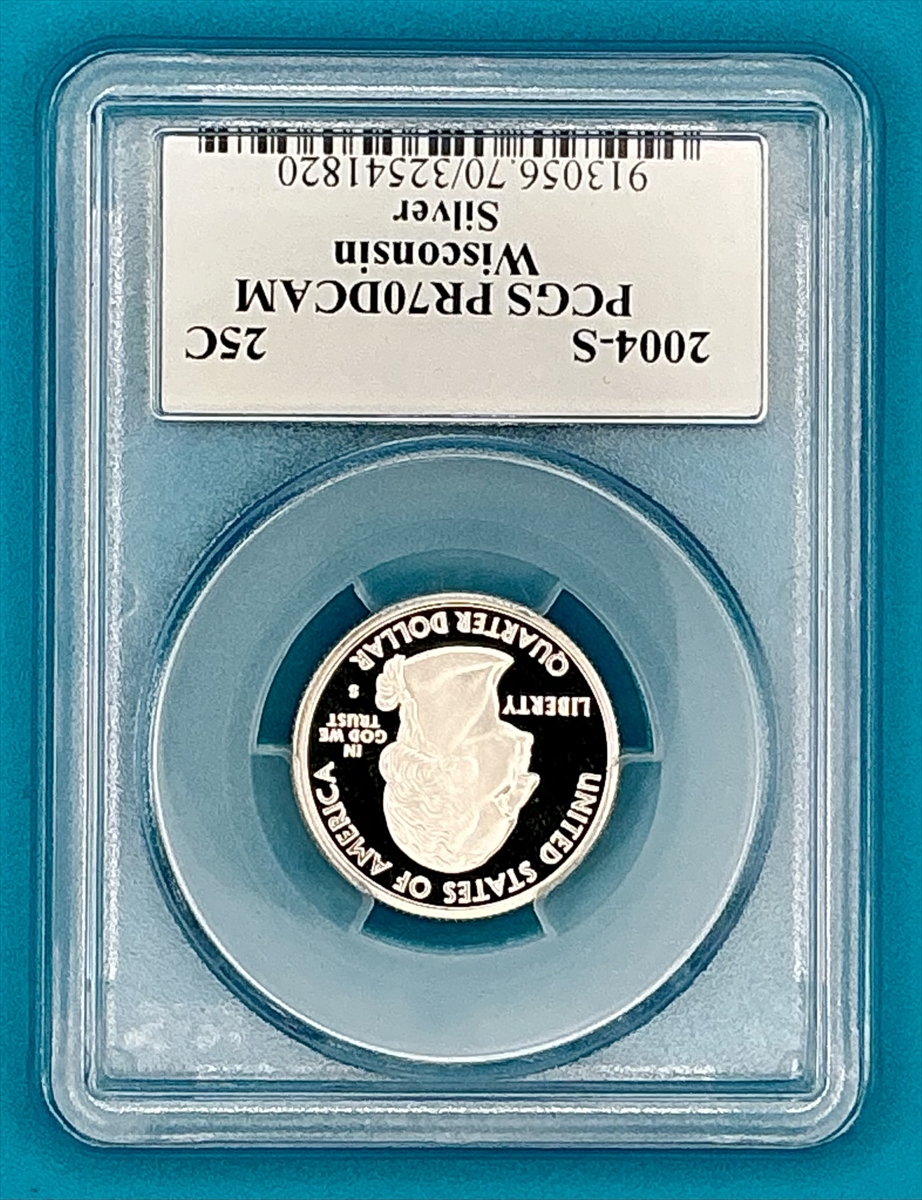 2004-S 25C
PCGS PR70DCAM
Wisconsin
Silver
913056.70/32541820
UNITED STATES OF AMERICA
LIBERTY
IN
GOD WE
TRUST
S
QUARTER DOLLAR